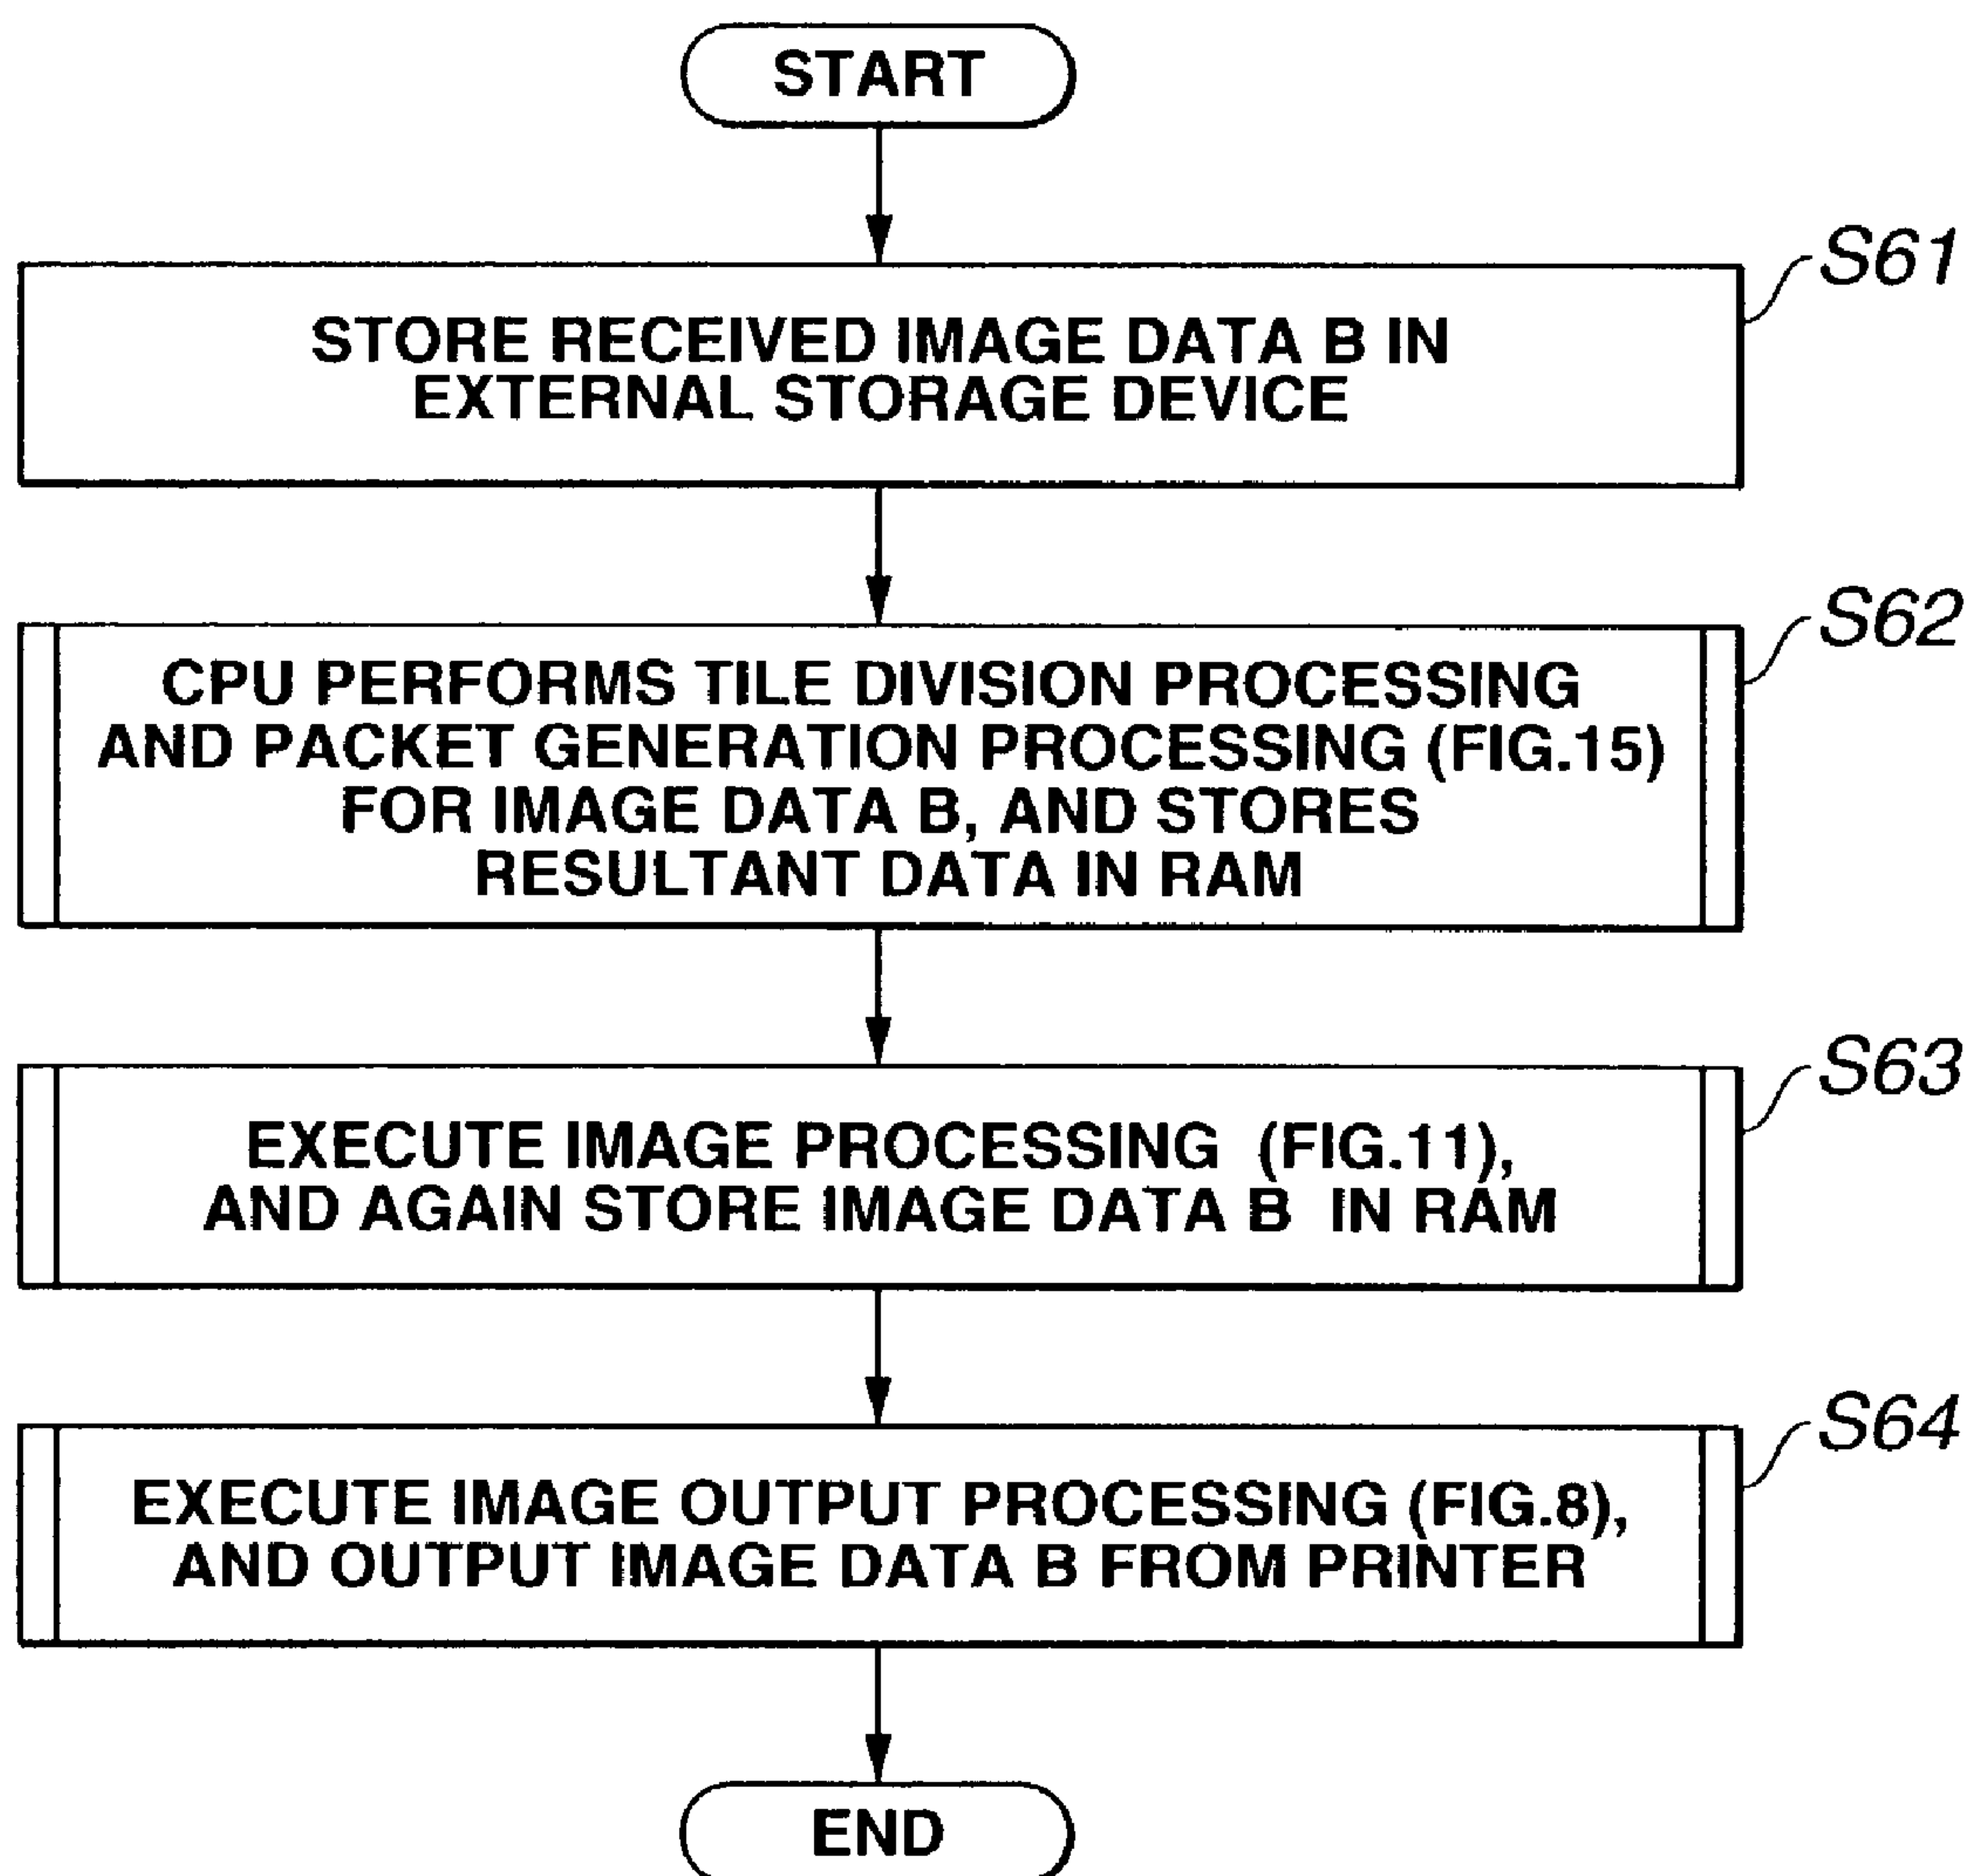 START
S61
STORE RECEIVED IMAGE DATA B IN
EXTERNAL STORAGE DEVICE
S62
CPU PERFORMS TILE DIVISION PROCESSING
AND PACKET GENERATION PROCESSING (FIG.15)
FOR IMAGE DATA B, AND STORES
RESULTANT DATA IN RAM
S63
EXECUTE IMAGE PROCESSING (FIG.11),
AND AGAIN STORE IMAGE DATA B IN RAM
S64
EXECUTE IMAGE OUTPUT PROCESSING (FIG.8),
AND OUTPUT IMAGE DATA B FROM PRINTER
END